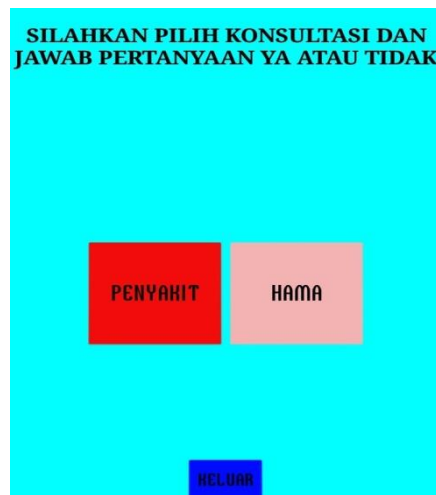 SILAHKAN PILIH KONSULTASI DAN
JAWAB PERTANYAAN YA ATAU TIDAK
PENYAKIT HAMA
KELUAR